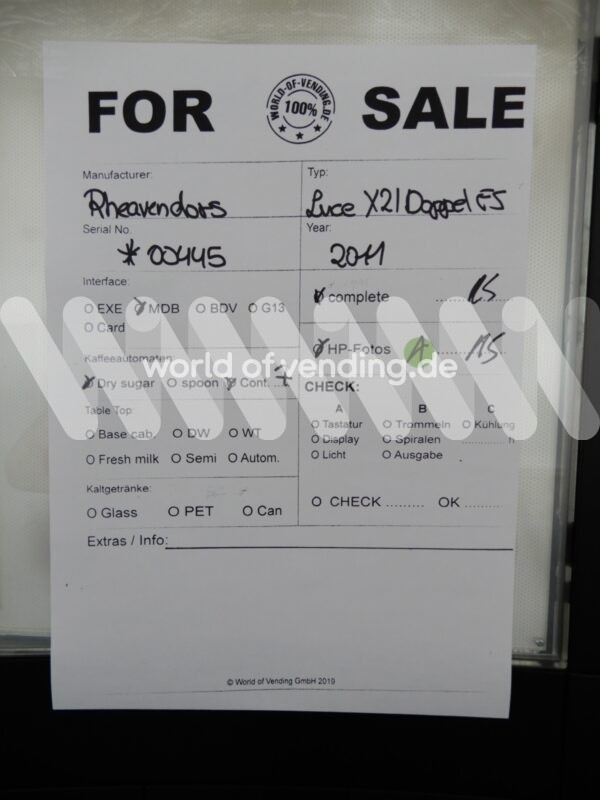 FOR SALE
WORLD-OF-VENDING.DE
100%
Manufacturer:
Rheavendors
Typ:
Luce X2 Doppel ES
Serial No.
*00445
Year:
2011
Interface:
O EXE O MDB O BDV O G13
O Card
O complete ..........
Kaffeeautomaten:
O Dry sugar O spoon O Cont. ... 7
O HP-Fotos A ..........
world of vending.de
CHECK:
A B C
O Tastatur O Trommeln O Kühlung
O Display O Spiralen .......... h
O Licht O Ausgabe
Table Top:
O Base cab. O DW O WT
O Fresh milk O Semi O Autom.
Kaltgetränke:
O Glass O PET O Can
O CHECK ......... OK .........
Extras / Info:
© World of Vending GmbH 2019